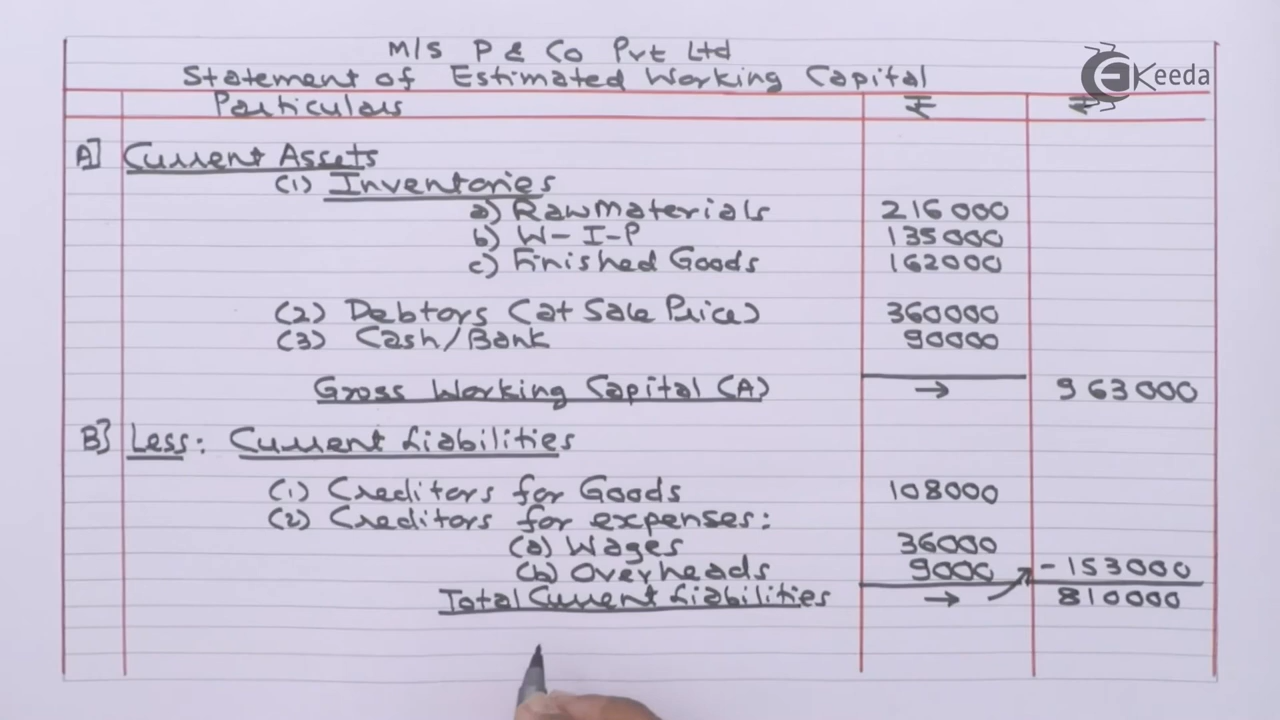 M/S P & Co Pvt Ltd
Statement of Estimated Working Capital
EKeeda
Particulars ₹ ₹
A] Current Assets
(1) Inventories
a) Raw Materials 216000
b) W-I-P 135000
c) Finished Goods 162000
(2) Debtors (at Sale Price) 360000
(3) Cash/Bank 90000
Gross Working Capital (A) → 963000
B] Less: Current Liabilities
(1) Creditors for Goods 108000
(2) Creditors for expenses:
(a) Wages 36000
(b) Overheads 9000 -153000
Total Current Liabilities → 810000